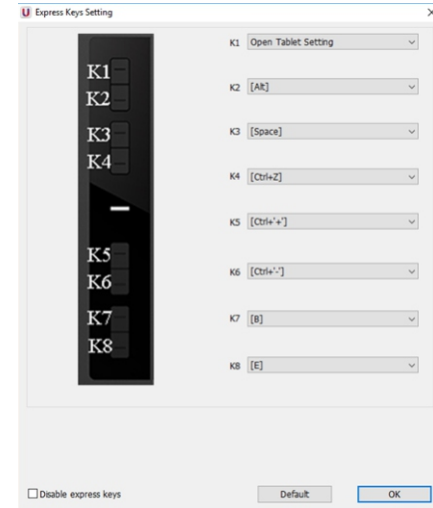 U Express Keys Setting
K1
K2
K3
K4
K5
K6
K7
K8
K1 Open Tablet Setting
K2 [Alt]
K3 [Space]
K4 [Ctrl+Z]
K5 [Ctrl+'+']
K6 [Ctrl+'-']
K7 [B]
K8 [E]
Disable express keys
Default
OK